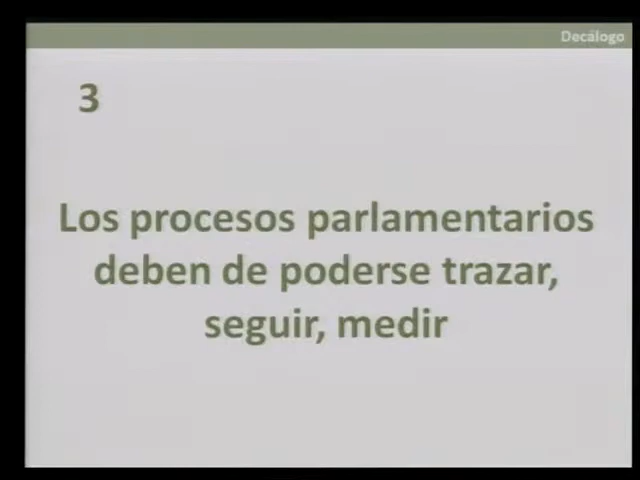 Decálogo
3
Los procesos parlamentarios
deben de poderse trazar,
seguir, medir